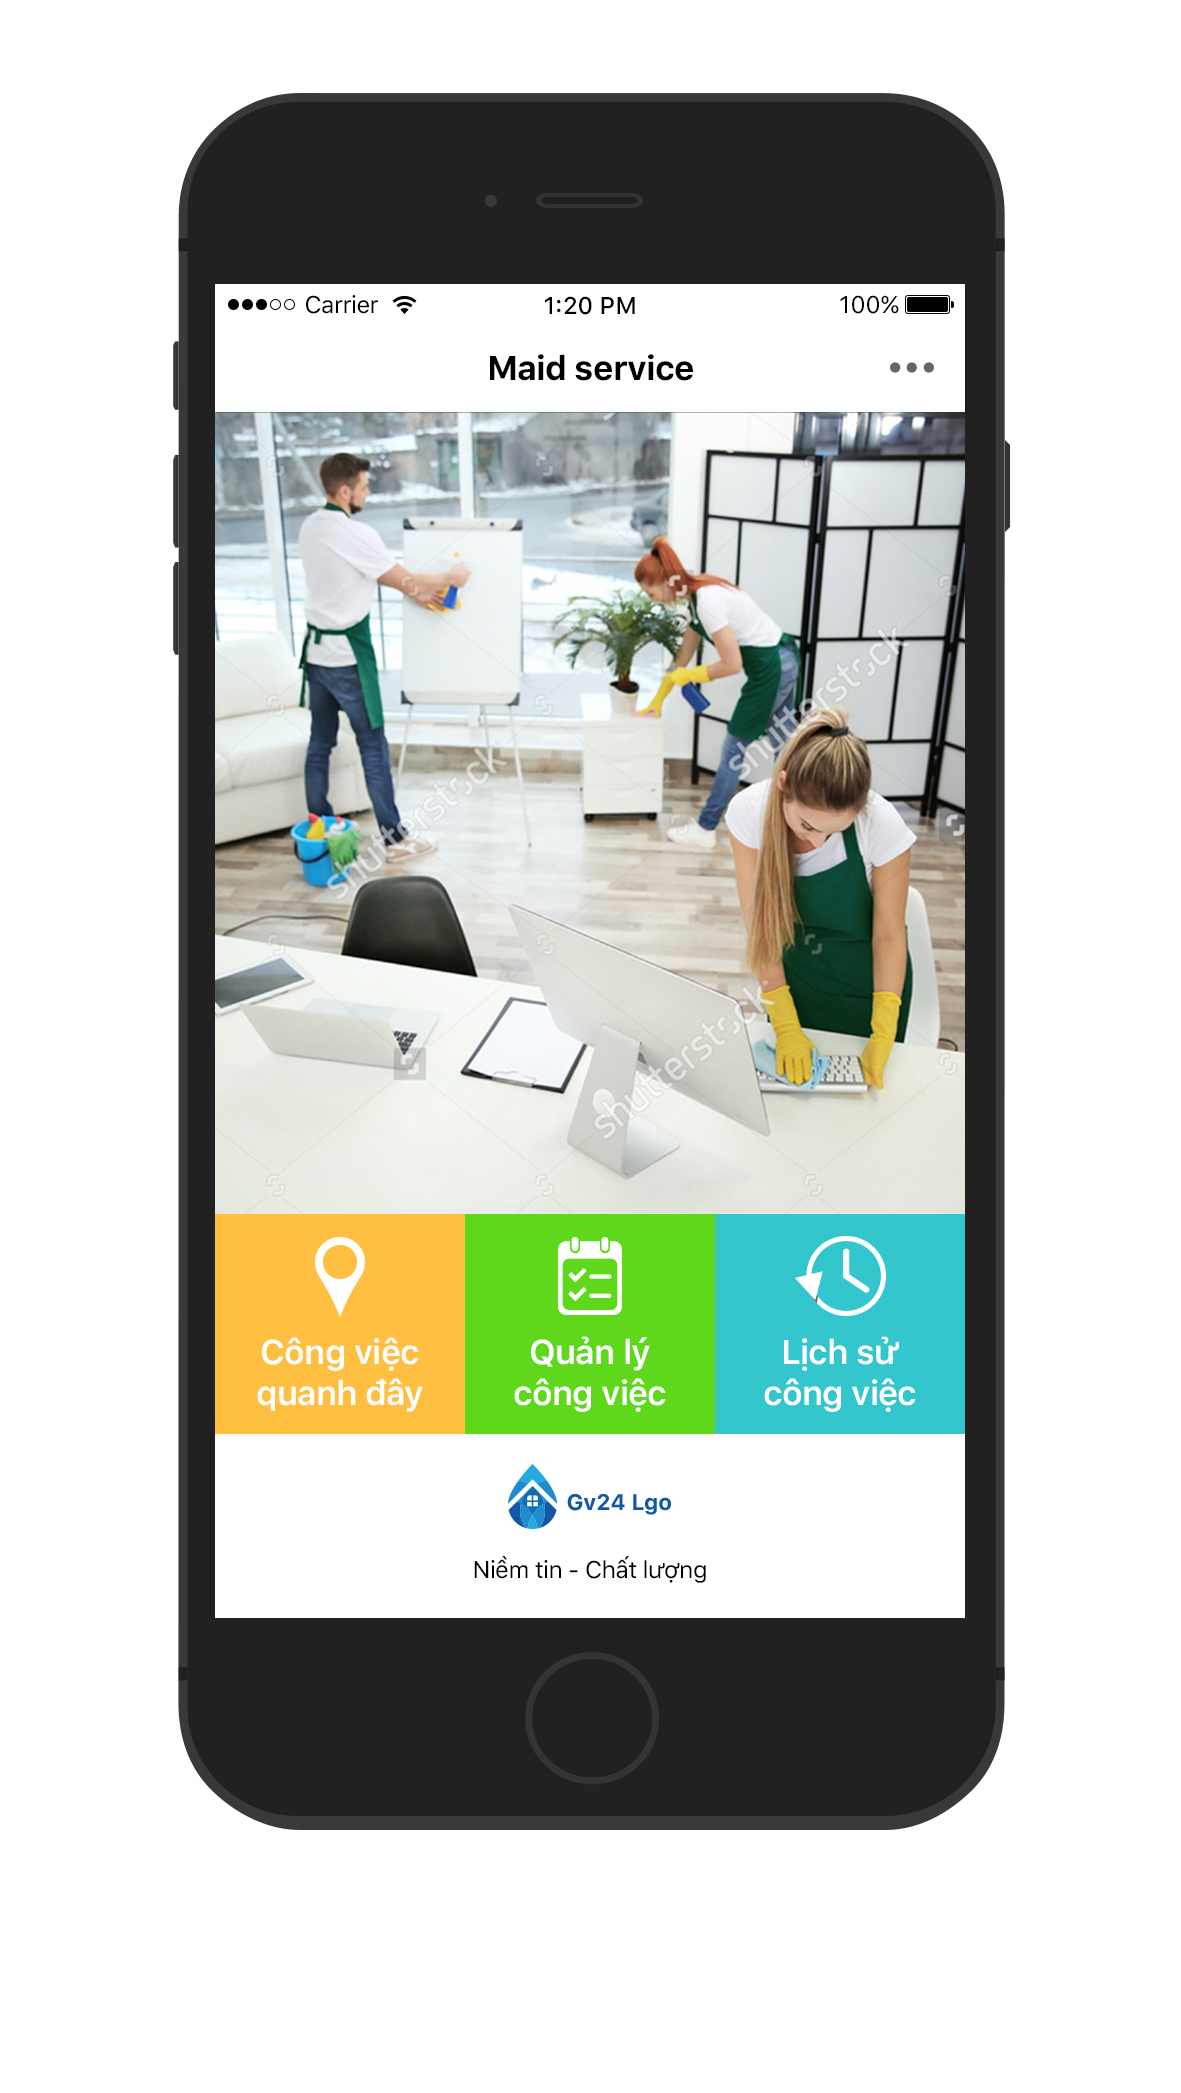 Carrier 1:20 PM 100%
Maid service
shutterstock
shutterstock
shutterstock
Công việc
quanh đây
Quản lý
công việc
Lịch sử
công việc
Gv24 Lgo
Niềm tin - Chất lượng